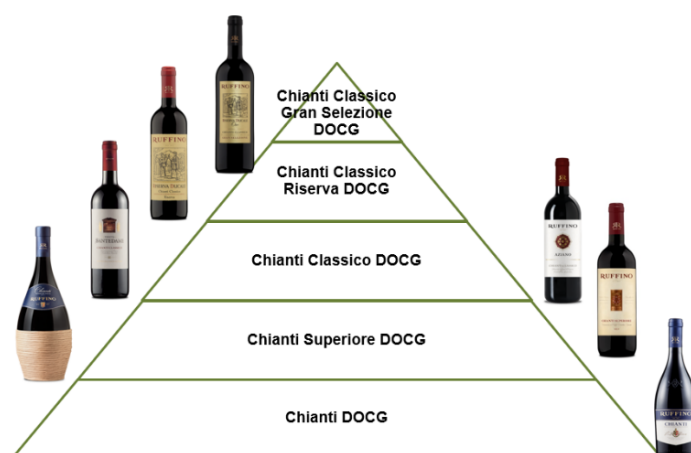 Chianti Classico
Gran Selezione
DOCG
Chianti Classico
Riserva DOCG
Chianti Classico DOCG
Chianti Superiore DOCG
Chianti DOCG
RUFFINO
RUFFINO
RUFFINO
RUFFINO
RUFFINO
RUFFINO
CHIANTI